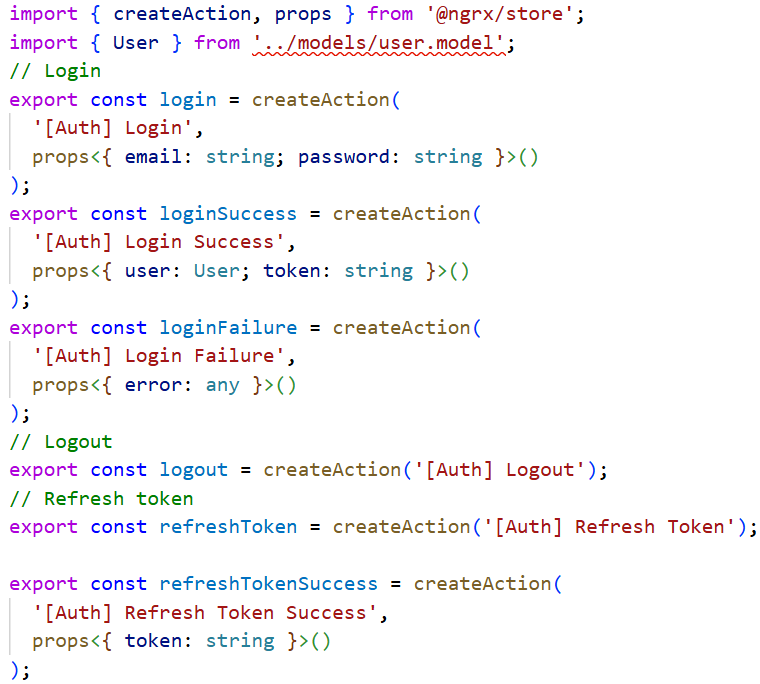 import { createAction, props } from '@ngrx/store';
import { User } from '../models/user.model';
// Login
export const login = createAction(
  '[Auth] Login',
  props<{ email: string; password: string }>()
);
export const loginSuccess = createAction(
  '[Auth] Login Success',
  props<{ user: User; token: string }>()
);
export const loginFailure = createAction(
  '[Auth] Login Failure',
  props<{ error: any }>()
);
// Logout
export const logout = createAction('[Auth] Logout');
// Refresh token
export const refreshToken = createAction('[Auth] Refresh Token');

export const refreshTokenSuccess = createAction(
  '[Auth] Refresh Token Success',
  props<{ token: string }>()
);